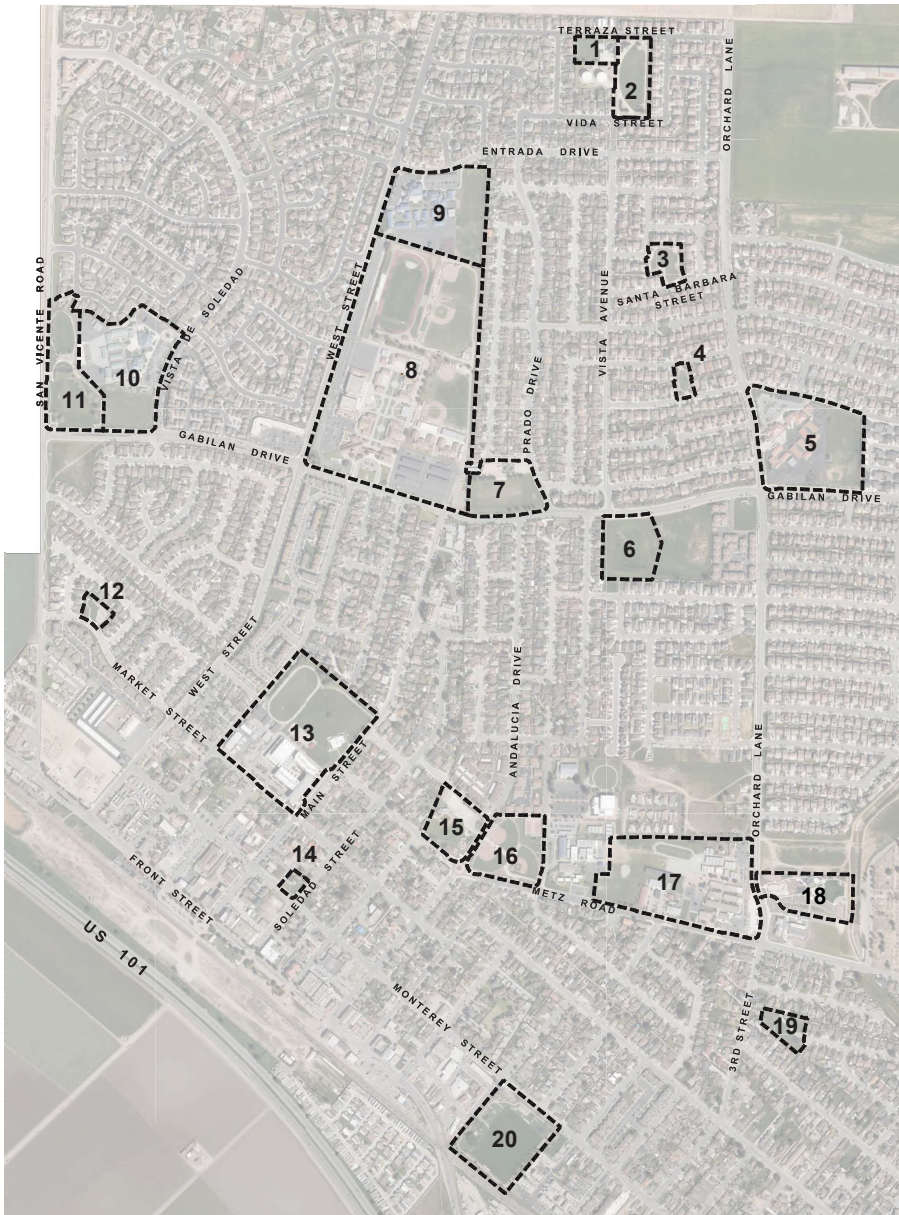 TERRAZA STREET
1
2
ORCHARD LANE
VIDA STREET
ENTRADA DRIVE
9
3
SANTA BARBARA
STREET
SAN VICENTE ROAD
VISTA DE SOLEDAD
WEST STREET
VISTA AVENUE
4
8
10
11
PRADO DRIVE
5
GABILAN DRIVE
7
GABILAN DRIVE
6
12
WEST STREET
MARKET STREET
13
MAIN STREET
ANDALUCIA DRIVE
ORCHARD LANE
15
16
14
SOLEDAD STREET
FRONT STREET
17
18
METZ ROAD
US 101
MONTEREY STREET
3RD STREET
19
20